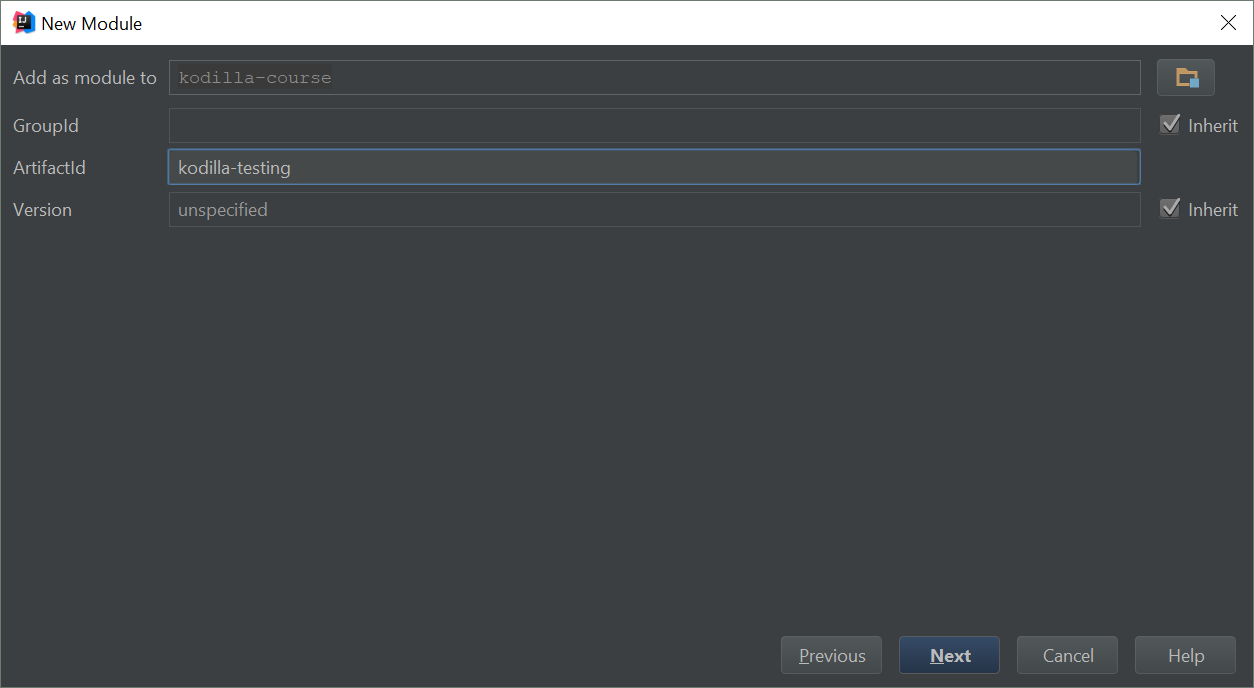 New Module
Add as module to kodilla-course
GroupId Inherit
ArtifactId kodilla-testing
Version unspecified Inherit
Previous Next Cancel Help